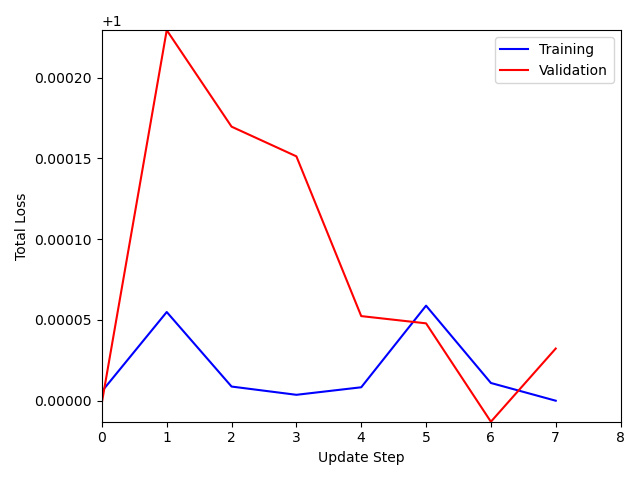 +1
0.00020
0.00015
0.00010
0.00005
0.00000
Total Loss
Training
Validation
0 1 2 3 4 5 6 7 8
Update Step